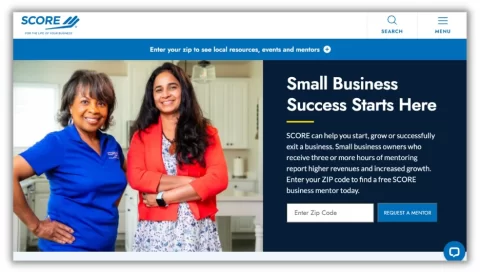 SCORE
FOR THE LIFE OF YOUR BUSINESS
SEARCH
MENU
Enter your zip to see local resources, events and mentors
Small Business
Success Starts Here
SCORE can help you start, grow or successfully
exit a business. Small business owners who
receive three or more hours of mentoring
report higher revenues and increased growth.
Enter your ZIP code to find a free SCORE
business mentor today.
Enter Zip Code
REQUEST A MENTOR